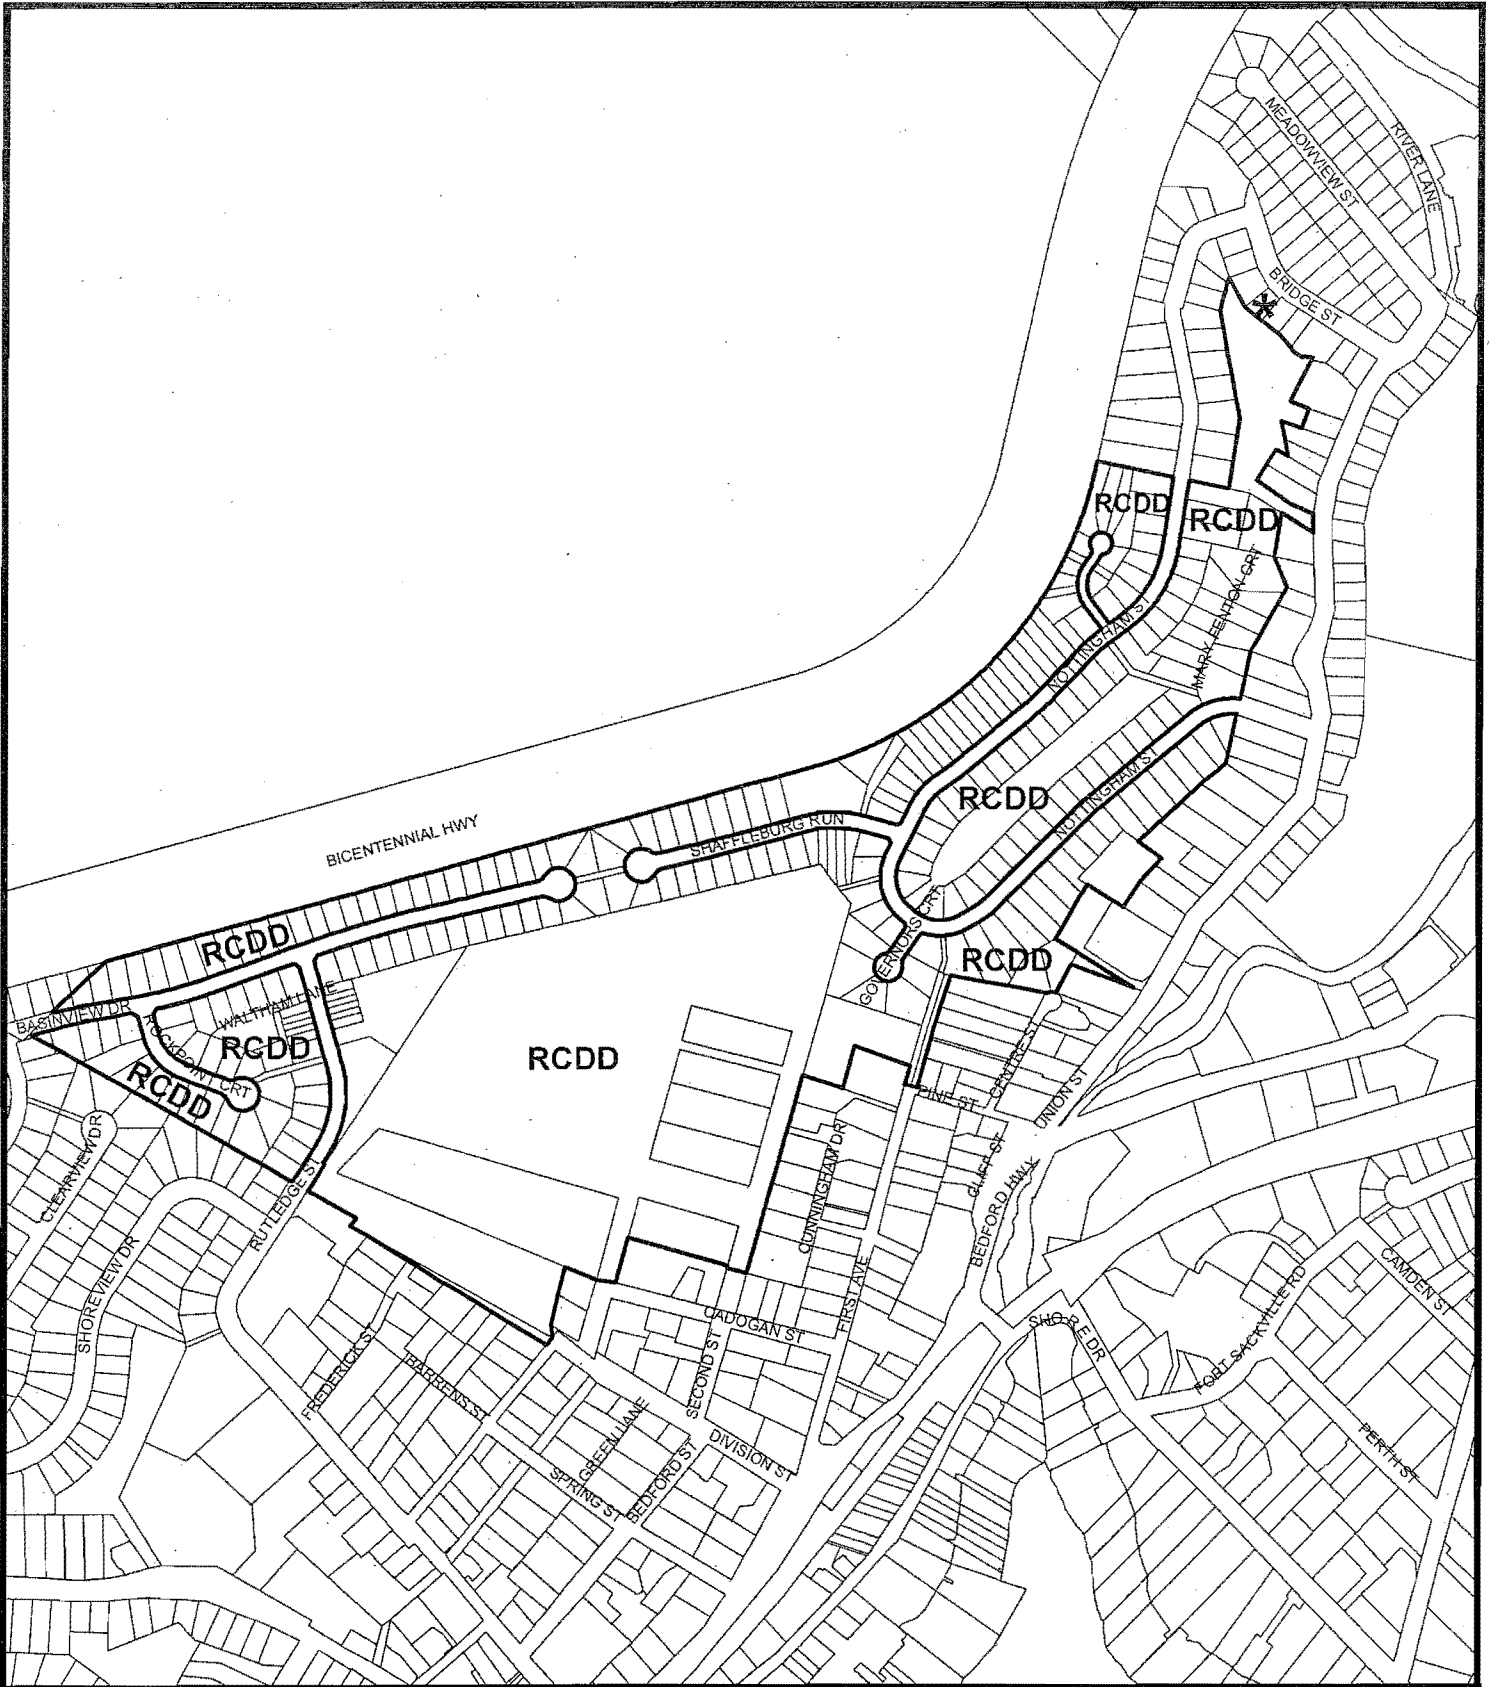 MEADOWVIEW ST
RIVER LANE
BRIDGE ST
RCDD
RCDD
MARY FENTON CRT
NOTTINGHAM ST
RCDD
NOTTINGHAM ST
BICENTENNIAL HWY
SHAFFLEBURG RUN
GOVERNORS CRT
RCDD
RCDD
BASINVIEW DR
WALTHAM LANE
ROCKPOINT CRT
RCDD
RCDD
RCDD
CENTRE ST
PINE ST
UNION ST
CLIFF ST
BEDFORD HWY
CLEARVIEW DR
RUTLEDGE ST
SHOREVIEW DR
CUNNINGHAM DR
FIRST AVE
CADOGAN ST
SECOND ST
FREDERICK ST
BARRENS ST
GREEN LANE
SPRING ST
BEDFORD ST
DIVISION ST
SHORE DR
FORT SACKVILLE RD
CAMDEN ST
PERTH ST